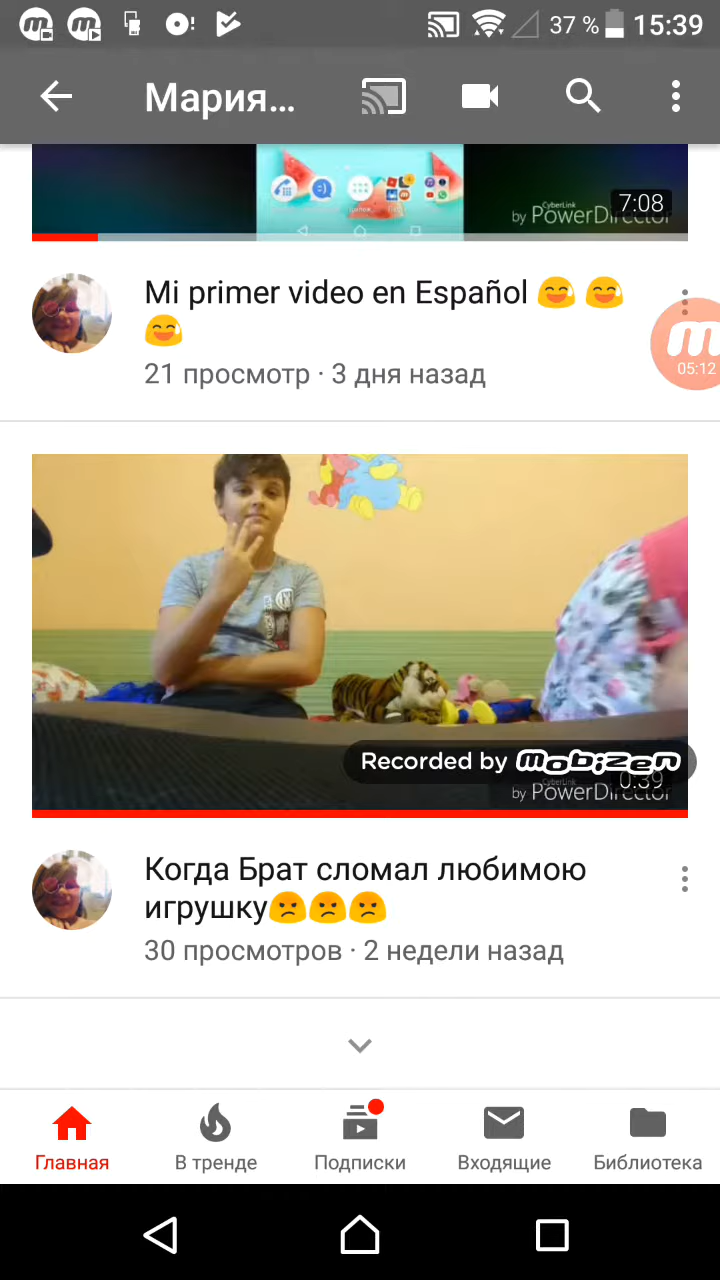 37 % 15:39
Мария...
7:08
by CyberLink PowerDirector
Mi primer video en Español 😅 😅
😅
21 просмотр · 3 дня назад
05:12
Recorded by mobizen
0:39
by CyberLink PowerDirector
Когда Брат сломал любимою
игрушку😠😠😠
30 просмотров · 2 недели назад
Главная В тренде Подписки Входящие Библиотека